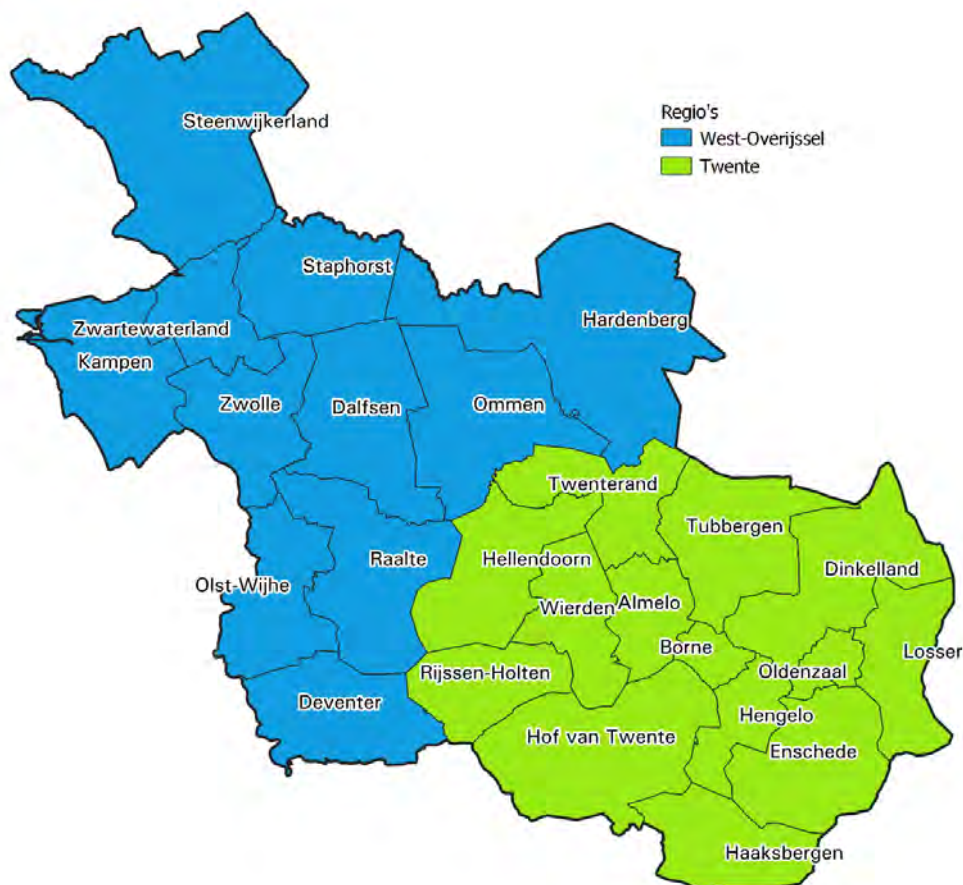 Steenwijkerland
Regio's
West-Overijssel
Twente
Staphorst
Hardenberg
Zwartewaterland
Kampen
Zwolle
Dalfsen
Ommen
Twenterand
Tubbergen
Raalte
Hellendoorn
Dinkelland
Olst-Wijhe
Wierden
Almelo
Borne
Losser
Rijssen-Holten
Oldenzaal
Deventer
Hengelo
Hof van Twente
Enschede
Haaksbergen